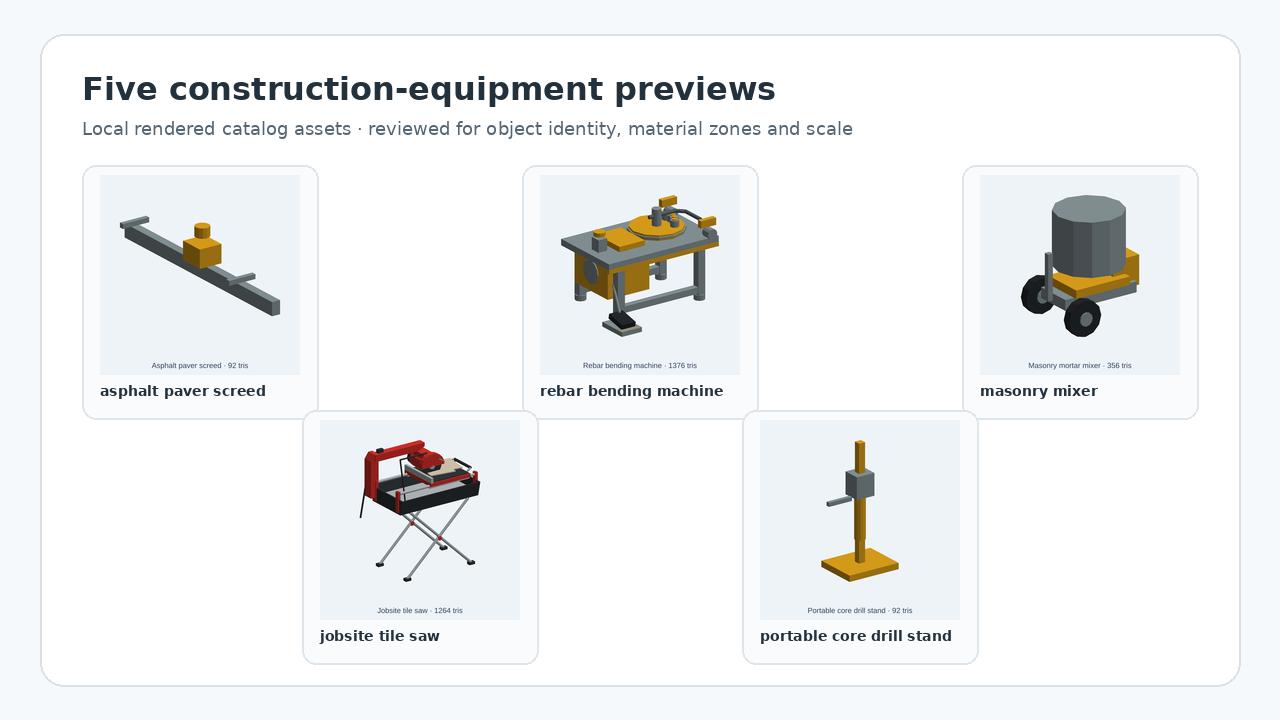 Five construction-equipment previews
Local rendered catalog assets · reviewed for object identity, material zones and scale
Asphalt paver screed · 92 tris
asphalt paver screed
Rebar bending machine · 1376 tris
rebar bending machine
Masonry mortar mixer · 356 tris
masonry mixer
Jobsite tile saw · 1264 tris
jobsite tile saw
Portable core drill stand · 92 tris
portable core drill stand